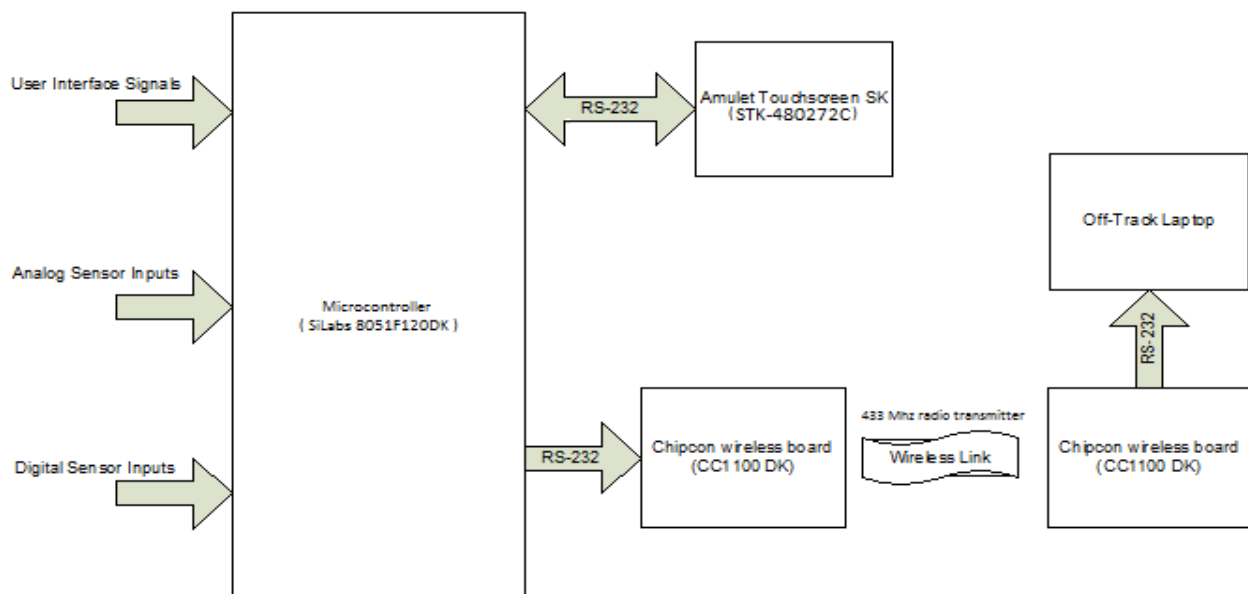 User Interface Signals
Analog Sensor Inputs
Digital Sensor Inputs
Microcontroller
( SiLabs 8051F120DK )
RS-232
Amulet Touchscreen SK
(STK-480272C)
RS-232
Chipcon wireless board
(CC1100 DK)
433 Mhz radio transmitter
Wireless Link
Off-Track Laptop
RS-232
Chipcon wireless board
(CC1100 DK)